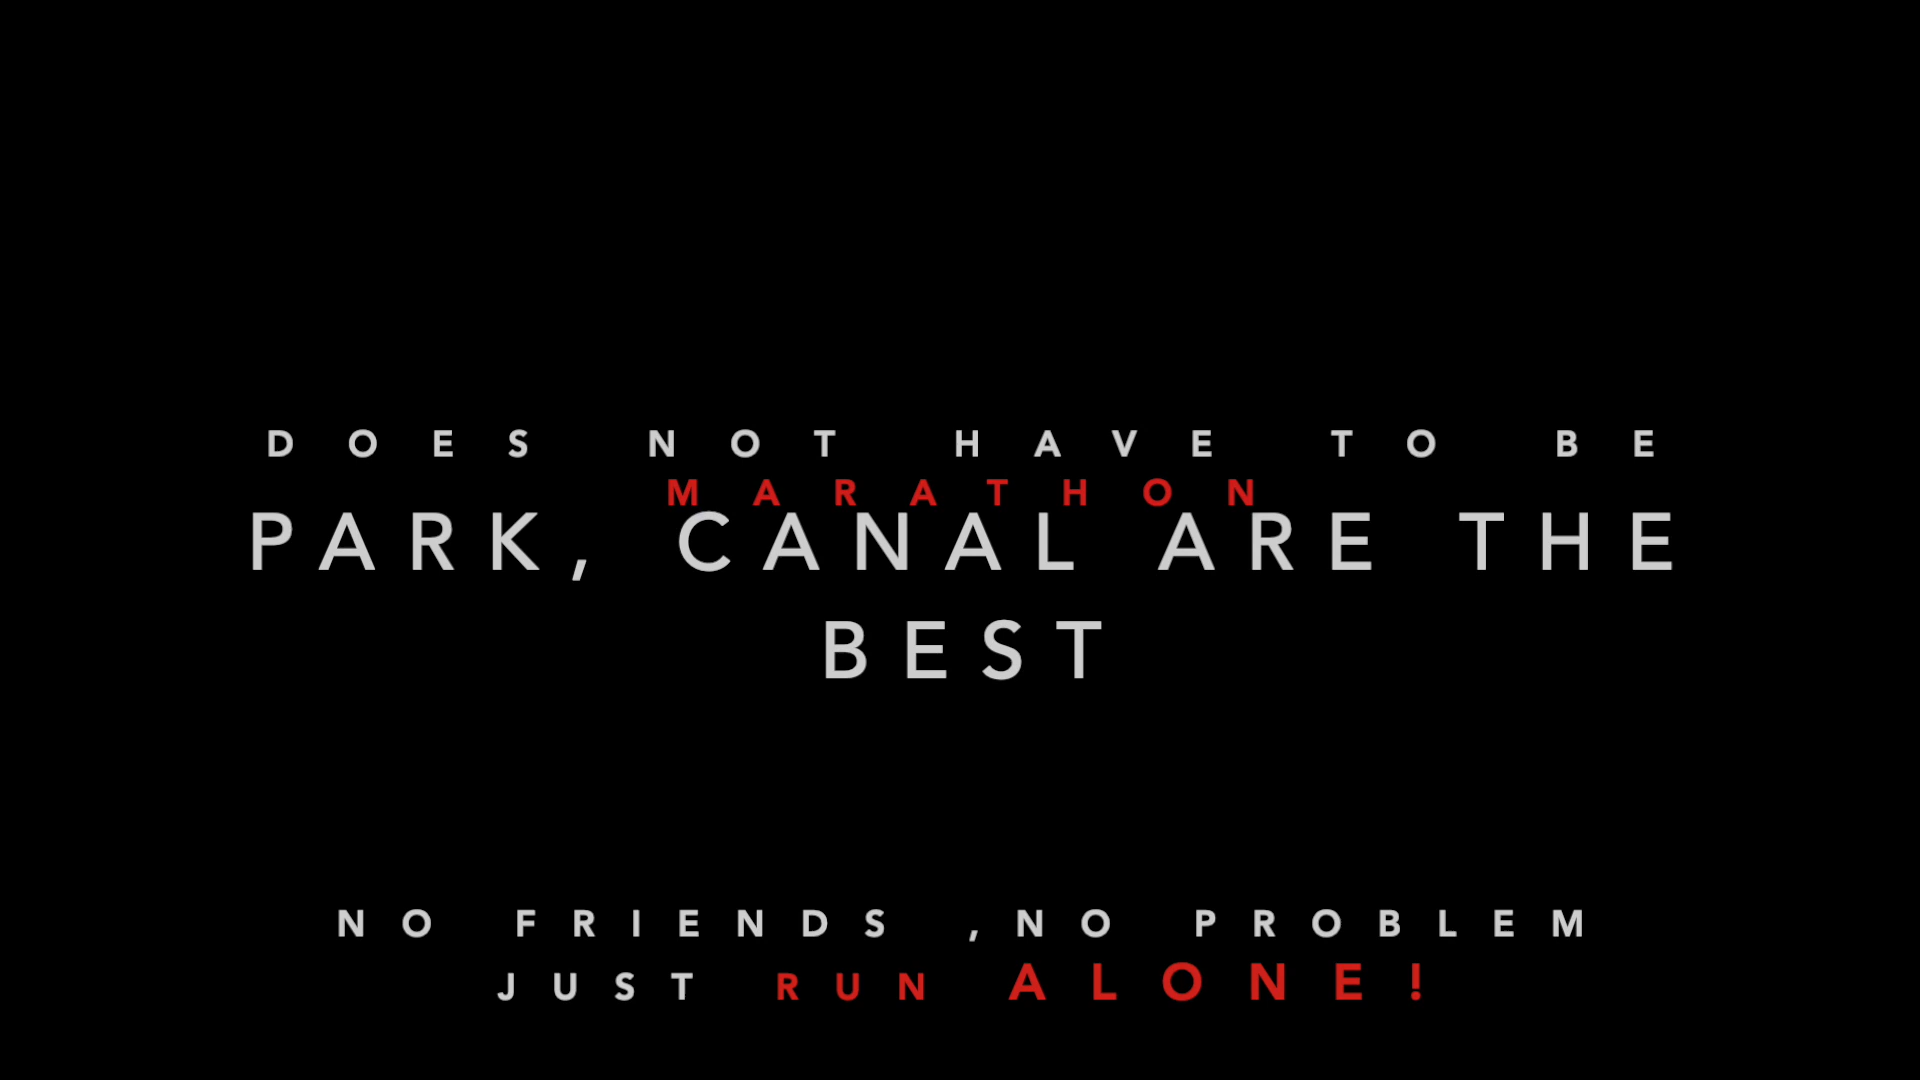 DOES NOT HAVE TO BE
MARATHON
PARK, CANAL ARE THE
BEST
NO FRIENDS ,NO PROBLEM
JUST RUN ALONE!